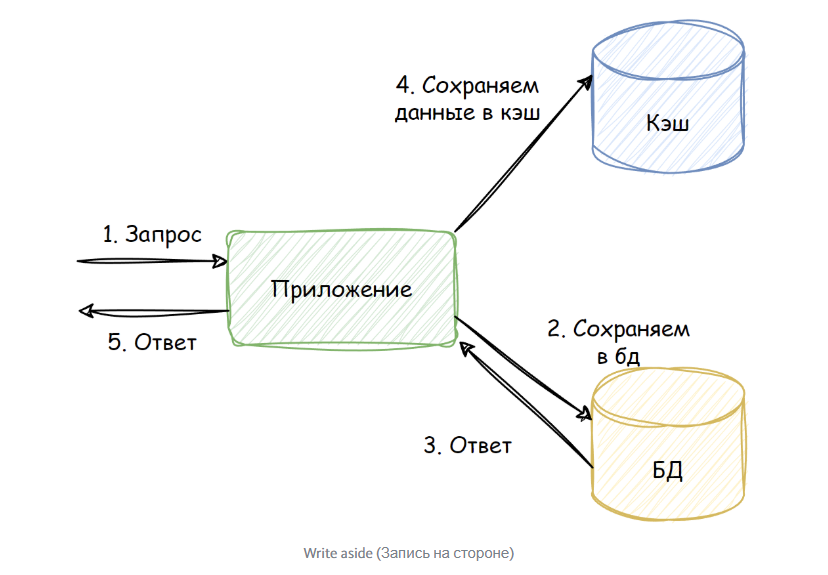 4. Сохраняем
данные в кэш
Кэш
1. Запрос
Приложение
5. Ответ
2. Сохраняем
в бд
3. Ответ
БД
Write aside (Запись на стороне)